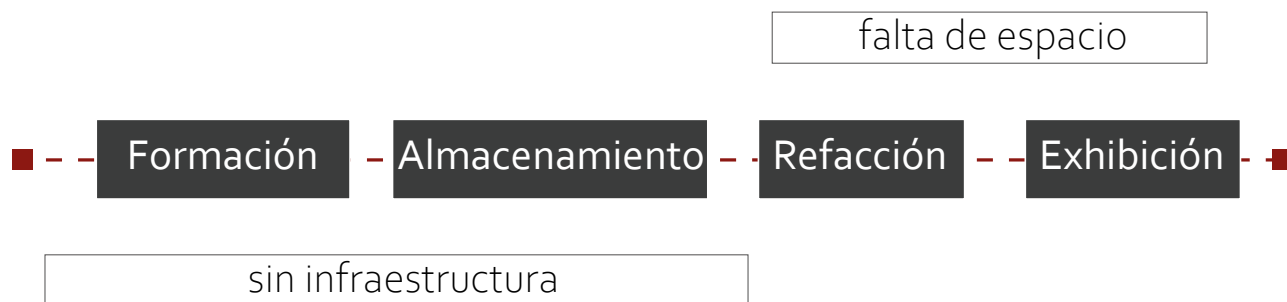 falta de espacio
Formación Almacenamiento Refacción Exhibición
sin infraestructura